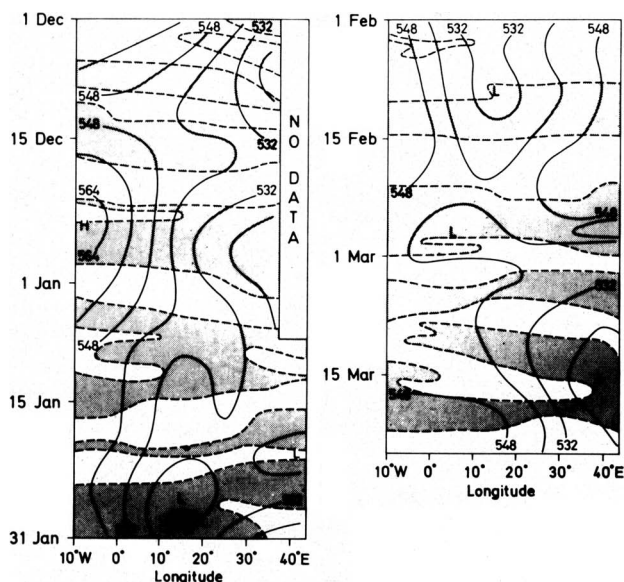 1 Dec
548
532
548
548
15 Dec
532
564
532
H
564
1 Jan
548
15 Jan
L
31 Jan
10°W 0° 10° 20° 30° 40°E
Longitude
NO DATA
1 Feb
548
532
532
548
L
15 Feb
548
548
L
1 Mar
532
15 Mar
548
548
532
10°W 0° 10° 20° 30° 40°E
Longitude